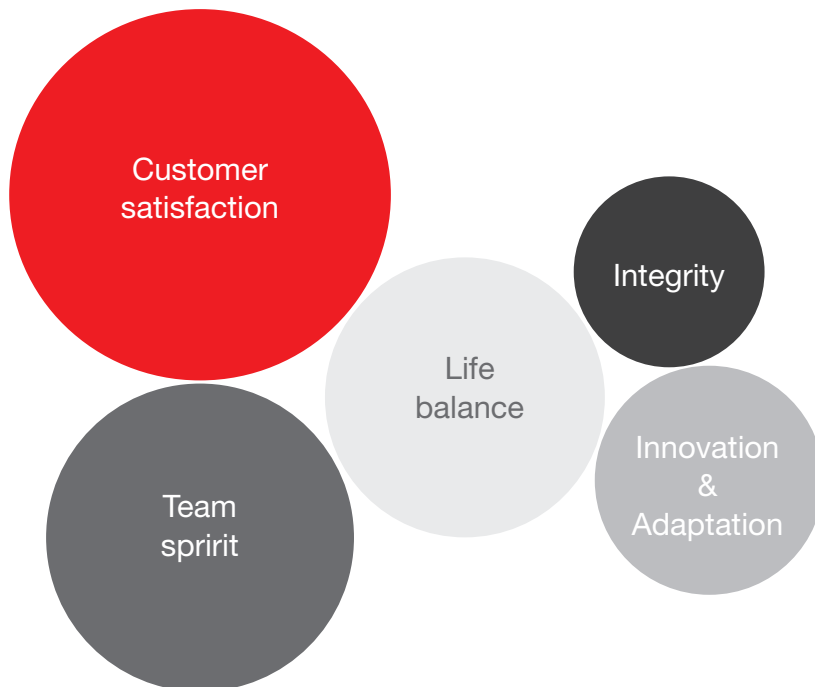 Customer
satisfaction
Integrity
Life
balance
Innovation
&
Adaptation
Team
spririt